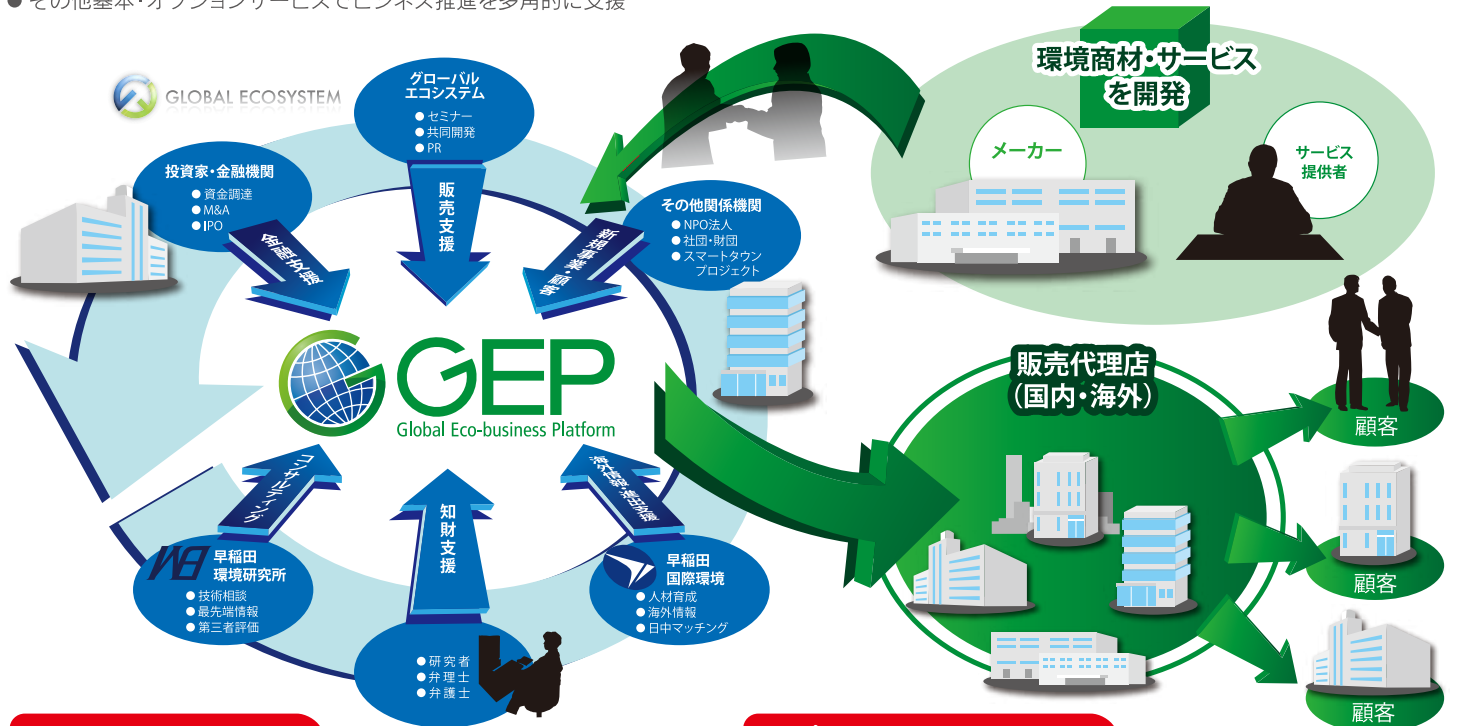 ● その他基本・オプションサービスでビジネス推進を多角的に支援
GLOBAL ECOSYSTEM
グローバル
エコシステム
● セミナー
● 共同開発
● PR
販売支援
投資家・金融機関
● 資金調達
● M&A
● IPO
金融支援
その他関係機関
● NPO法人
● 社団・財団
● スマートタウン
プロジェクト
新規事業・顧客
GEP
Global Eco-business Platform
コンサルティング
早稲田
環境研究所
● 技術相談
● 最先端情報
● 第三者評価
知財支援
● 研究者
● 弁理士
● 弁護士
海外情報・進出支援
早稲田
国際環境
● 人材育成
● 海外情報
● 日中マッチング
環境商材・サービス
を開発
メーカー
サービス
提供者
販売代理店
（国内・海外）
顧客
顧客
顧客